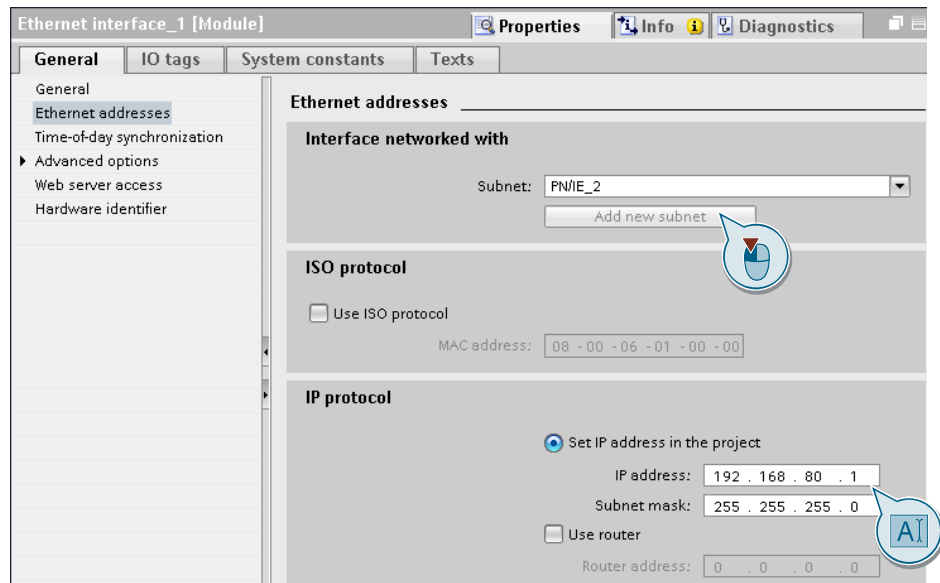 Ethernet interface_1 [Module]
Properties
Info
Diagnostics
General
IO tags
System constants
Texts
General
Ethernet addresses
Time-of-day synchronization
Advanced options
Web server access
Hardware identifier
Ethernet addresses
Interface networked with
Subnet: PN/IE_2
Add new subnet
ISO protocol
Use ISO protocol
MAC address: 08 -00 -06 -01 -00 -00
IP protocol
Set IP address in the project
IP address: 192 . 168 . 80 . 1
Subnet mask: 255 . 255 . 255 . 0
A
Use router
Router address: 0 . 0 . 0 . 0